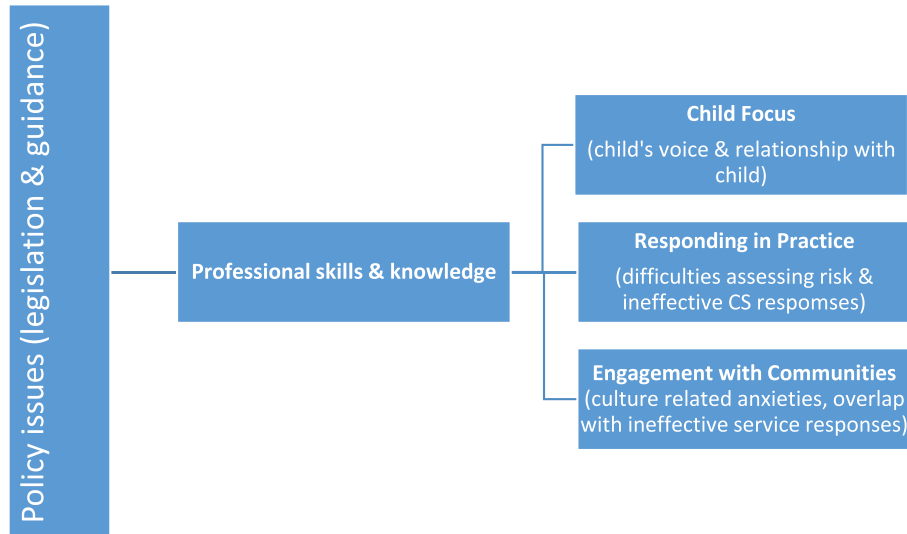 Policy issues (legislation & guidance)
Professional skills & knowledge
Child Focus
(child's voice & relationship with
child)
Responding in Practice
(difficulties assessing risk &
ineffective CS respomses)
Engagement with Communities
(culture related anxieties, overlap
with ineffective service responses)